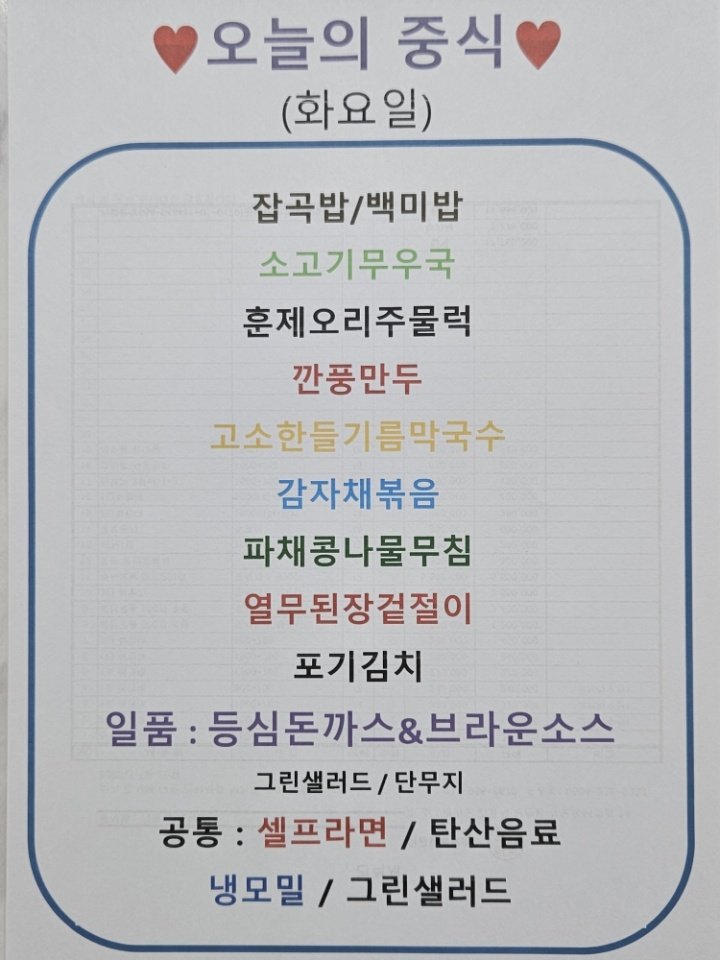 ♥오늘의 중식♥
(화요일)
잡곡밥/백미밥
소고기무우국
훈제오리주물럭
깐풍만두
고소한들기름막국수
감자채볶음
파채콩나물무침
열무된장겉절이
포기김치
일품 : 등심돈까스&브라운소스
그린샐러드 / 단무지
공통 : 셀프라면 / 탄산음료
냉모밀 / 그린샐러드